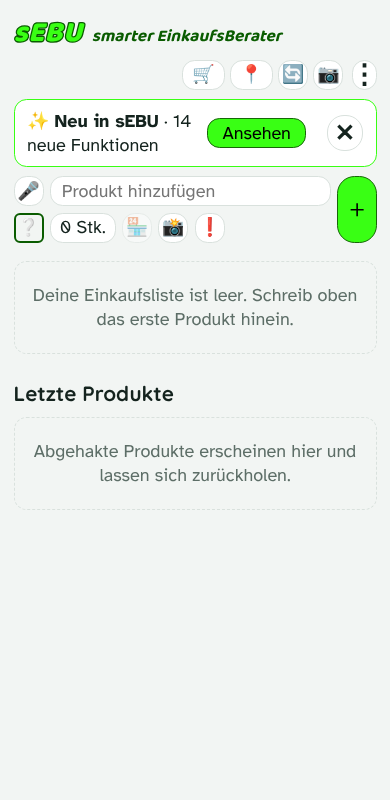 sEBU smarter EinkaufsBerater
✨ Neu in sEBU · 14
neue Funktionen
Ansehen
✕
Produkt hinzufügen
0 Stk.
+
Deine Einkaufsliste ist leer. Schreib oben
das erste Produkt hinein.
Letzte Produkte
Abgehakte Produkte erscheinen hier und
lassen sich zurückholen.